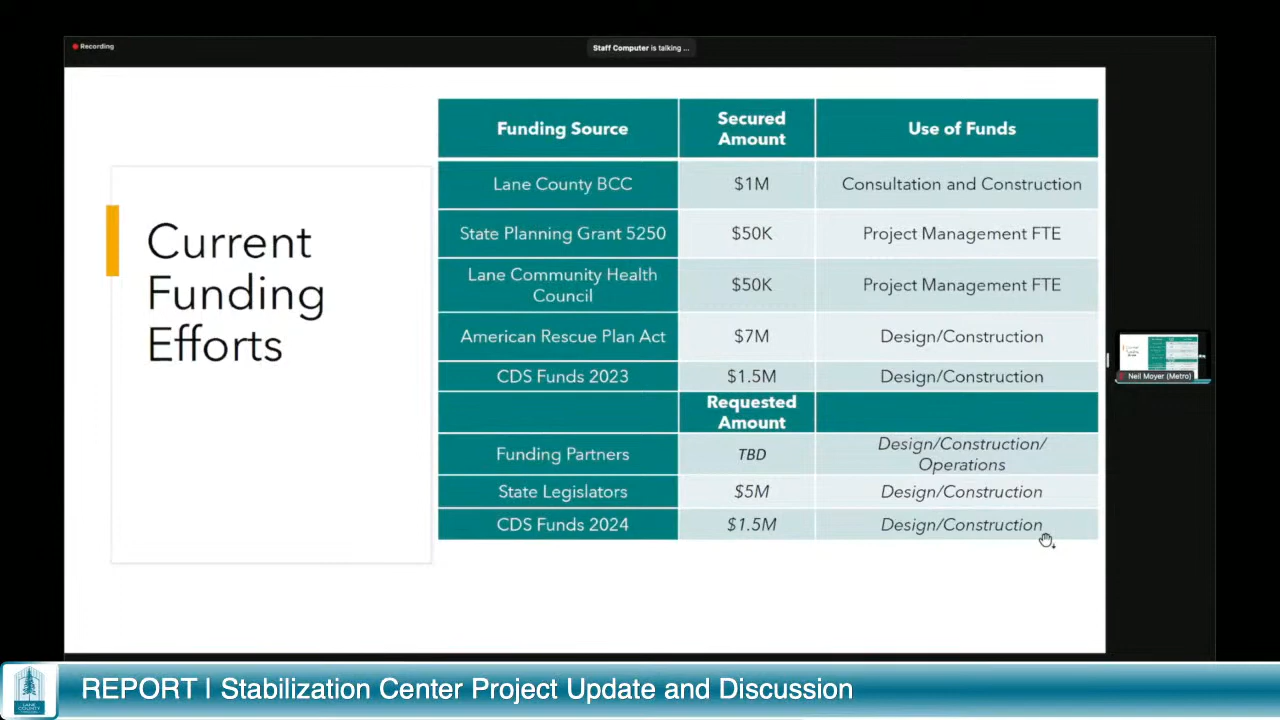 Recording
Staff Computer is talking ...
Current
Funding
Efforts
Funding Source
Secured
Amount
Use of Funds
Lane County BCC
$1M
Consultation and Construction
State Planning Grant 5250
$50K
Project Management FTE
Lane Community Health
Council
$50K
Project Management FTE
American Rescue Plan Act
$7M
Design/Construction
CDS Funds 2023
$1.5M
Design/Construction
Requested
Amount
Funding Partners
TBD
Design/Construction/
Operations
State Legislators
$5M
Design/Construction
CDS Funds 2024
$1.5M
Design/Construction
Neil Moyer (Metro)
LANE
COUNTY
REPORT | Stabilization Center Project Update and Discussion